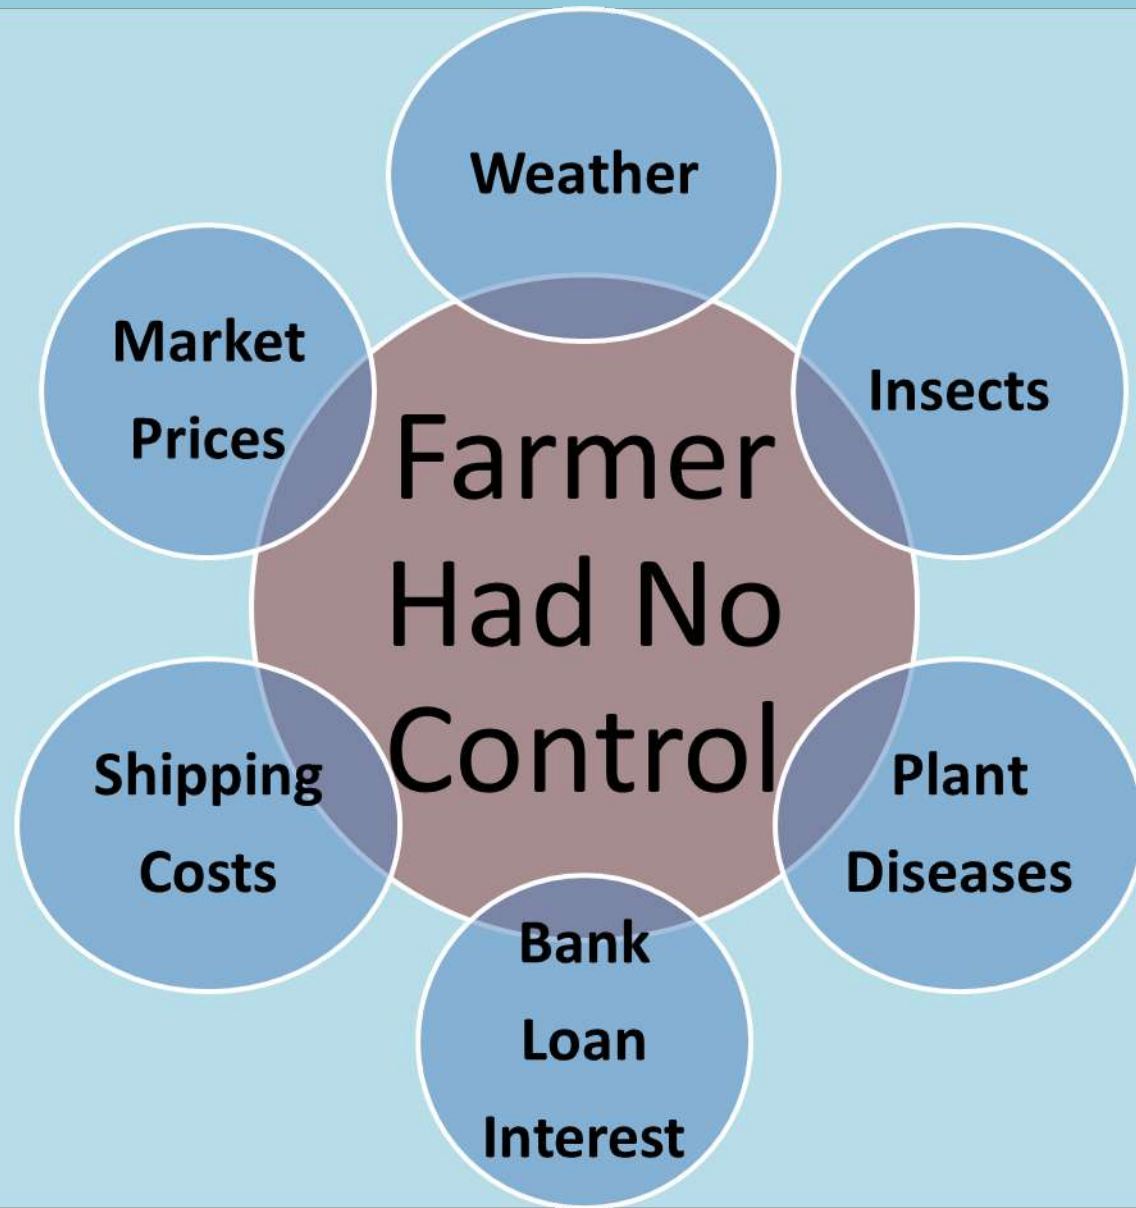 Weather
Market
Prices
Insects
Farmer
Had No
Control
Shipping
Costs
Plant
Diseases
Bank
Loan
Interest